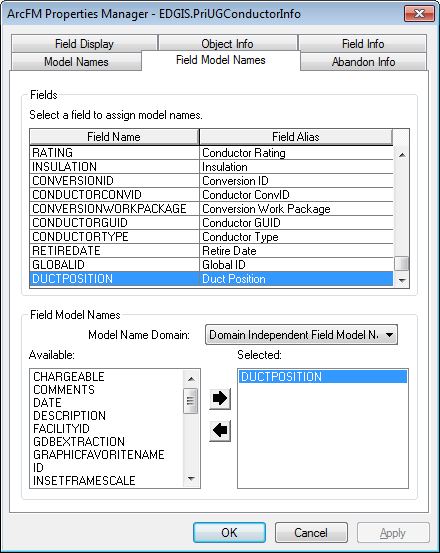 ArcFM Properties Manager - EDGIS.PriUGConductorInfo
Field Display Object Info Field Info
Model Names Field Model Names Abandon Info
Fields
Select a field to assign model names.
Field Name Field Alias
RATING Conductor Rating
INSULATION Insulation
CONVERSIONID Conversion ID
CONDUCTORCONVID Conductor ConvID
CONVERSIONWORKPACKAGE Conversion Work Package
CONDUCTORGUID Conductor GUID
CONDUCTORTYPE Conductor Type
RETIREDATE Retire Date
GLOBALID Global ID
DUCTPOSITION Duct Position
Field Model Names
Model Name Domain: Domain Independent Field Model Na
Available: Selected:
CHARGEABLE DUCTPOSITION
COMMENTS
DATE
DESCRIPTION
FACILITYID
GDBEXTRACTION
GRAPHICFAVORITENAME
ID
INSETFRAMESCALE
OK Cancel Apply